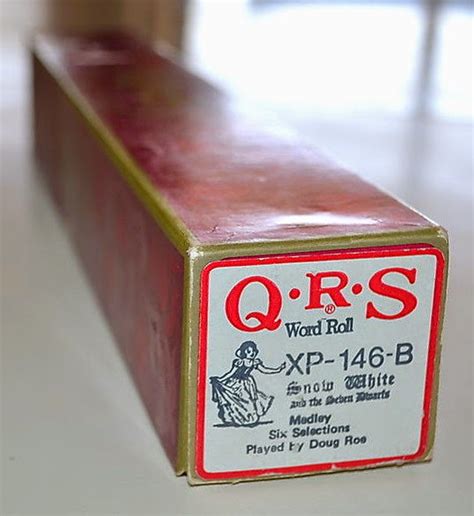 Q·R·S
®
Word Roll
XP-146-B
Snow White
and the Seven Dwarfs
Medley
Six Selections
Played by Doug Roe